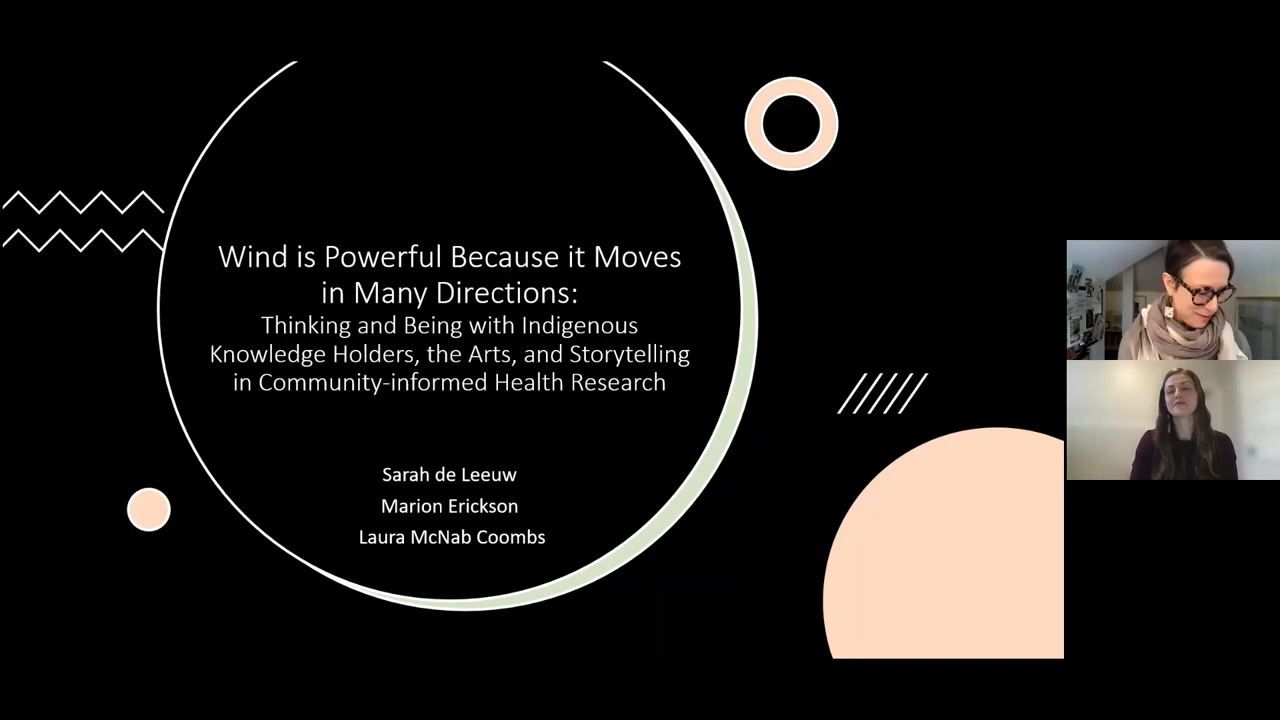 Wind is Powerful Because it Moves
in Many Directions:
Thinking and Being with Indigenous
Knowledge Holders, the Arts, and Storytelling
in Community-informed Health Research
Sarah de Leeuw
Marion Erickson
Laura McNab Coombs